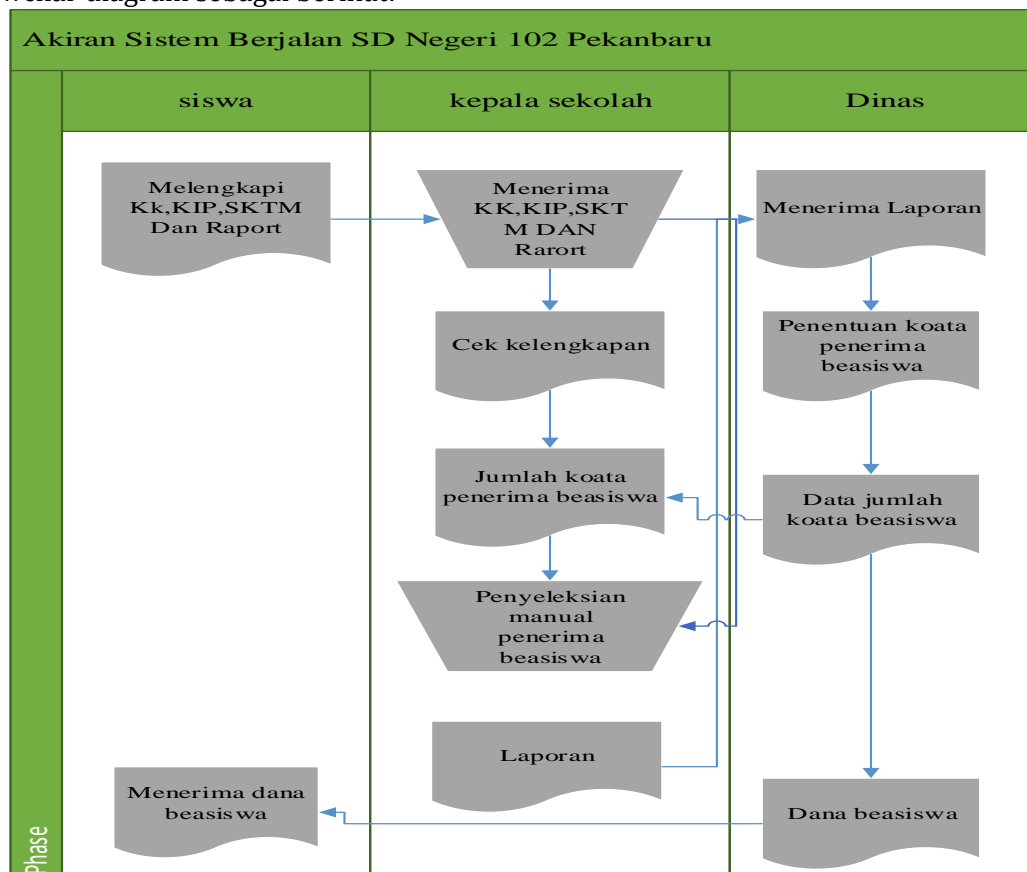 Akiran Sistem Berjalan SD Negeri 102 Pekanbaru
siswa
kepala sekolah
Dinas
Melengkapi
Kk,KIP,SKTM
Dan Raport
Menerima
KK,KIP,SKT
M DAN
Rarort
Menerima Laporan
Cek kelengkapan
Penentuan koata
penerima
beasiswa
Jumlah koata
penerima beasiswa
Data jumlah
koata beasiswa
Penyeleksian
manual
penerima
beasiswa
Laporan
Menerima dana
beasiswa
Dana beasiswa
Phase